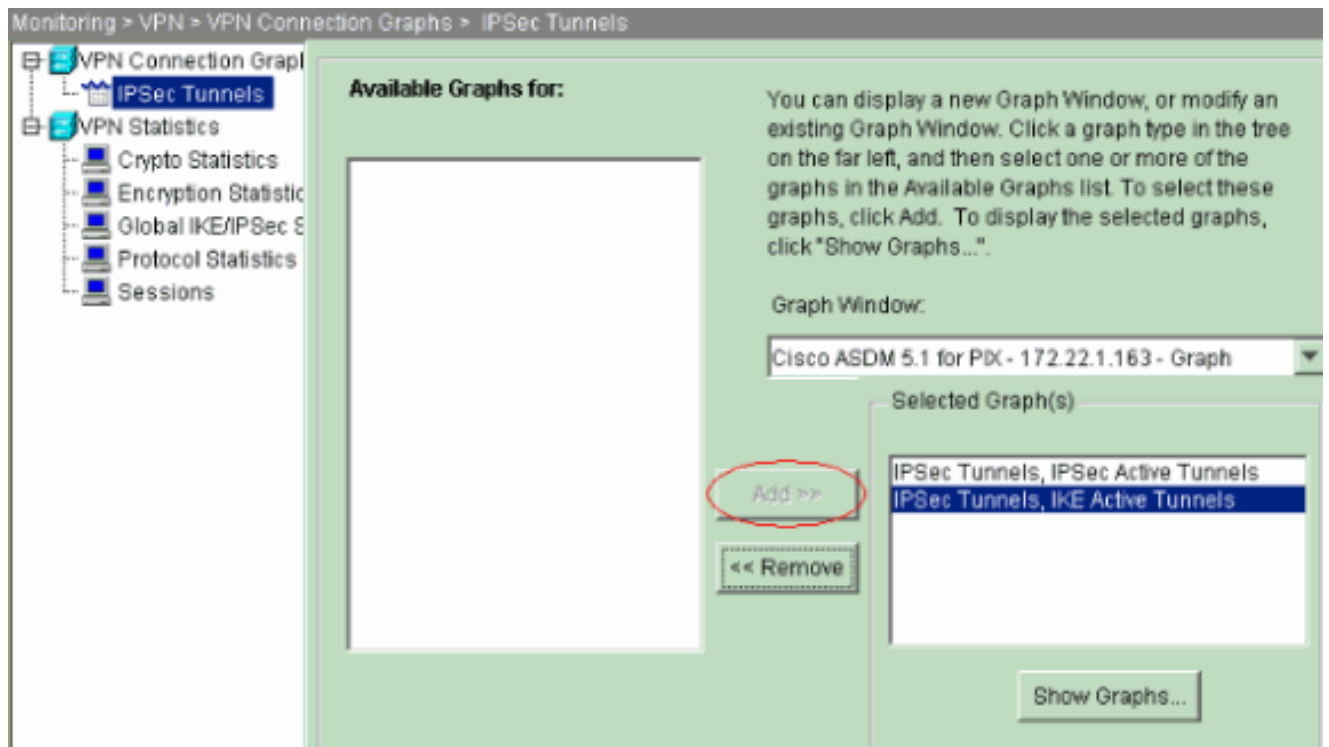 Monitoring > VPN > VPN Connection Graphs > IPSec Tunnels
VPN Connection Grapl
IPSec Tunnels
VPN Statistics
Crypto Statistics
Encryption Statistic
Global IKE/IPSec S
Protocol Statistics
Sessions
Available Graphs for:
You can display a new Graph Window, or modify an
existing Graph Window. Click a graph type in the tree
on the far left, and then select one or more of the
graphs in the Available Graphs list. To select these
graphs, click Add. To display the selected graphs,
click "Show Graphs...".
Graph Window:
Cisco ASDM 5.1 for PIX - 172.22.1.163 - Graph
Selected Graph(s)
IPSec Tunnels, IPSec Active Tunnels
IPSec Tunnels, IKE Active Tunnels
Add >>
<< Remove
Show Graphs...